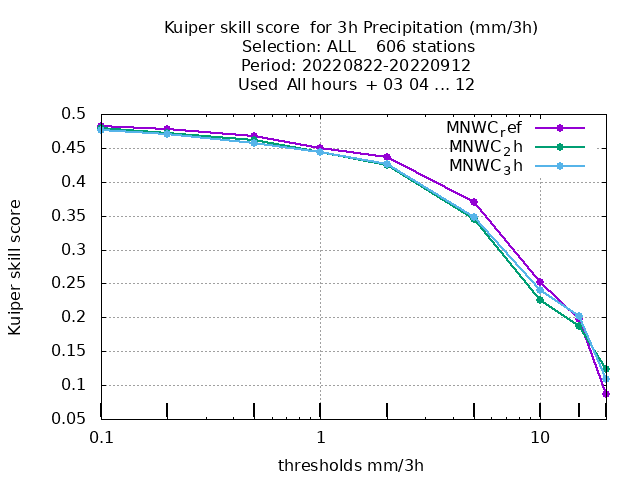 Kuiper skill score  for 3h Precipitation (mm/3h)
Selection: ALL    606 stations
Period: 20220822-20220912
Used  All hours  + 03 04 ... 12
MNWC_ref
MNWC_2h
MNWC_3h
0.5
0.45
0.4
0.35
0.3
0.25
0.2
0.15
0.1
0.05
Kuiper skill score
0.1 1 10
thresholds mm/3h